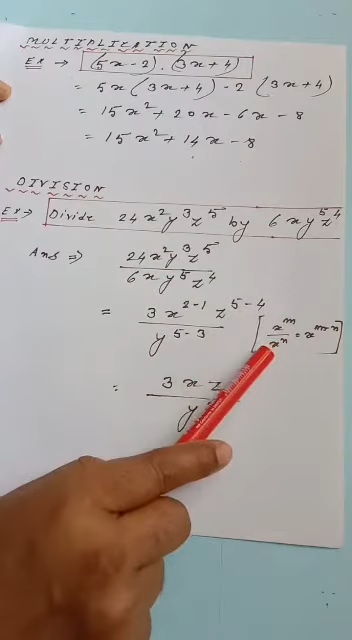 MULTIPLICATION
Ex → (5x - 2) . (3x + 4)
= 5x (3x + 4) - 2 (3x + 4)
= 15x² + 20x - 6x - 8
= 15x² + 14x - 8
DIVISION
Ex → Divide 24x²y³z⁵ by 6xy⁵z⁴
Ans ⇒ 24x²y³z⁵ / 6xy⁵z⁴
= 3x²⁻¹ z⁵⁻⁴ / y⁵⁻³ [xᵐ / xⁿ = xᵐ⁻ⁿ]
= 3xz / y